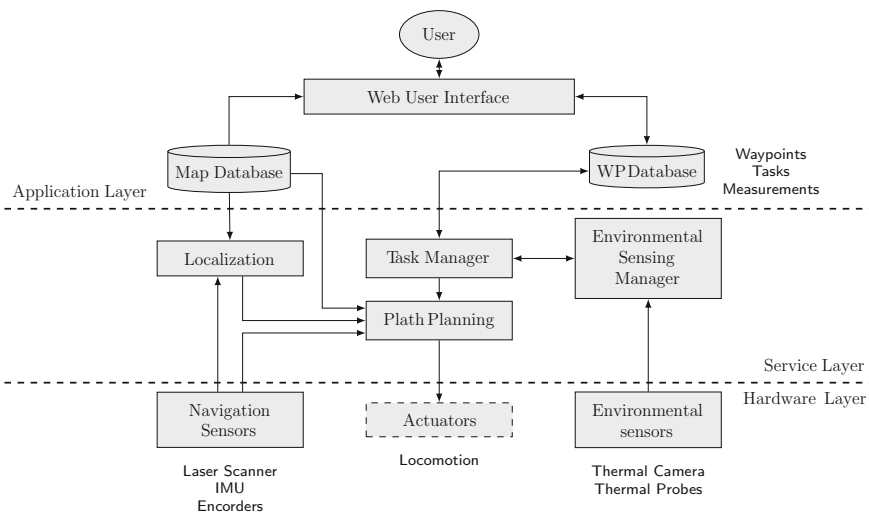 User
Web User Interface
Map Database
WP Database
Waypoints
Tasks
Measurements
Application Layer
Localization
Task Manager
Environmental
Sensing
Manager
Plath Planning
Service Layer
Hardware Layer
Navigation
Sensors
Actuators
Environmental
sensors
Laser Scanner
IMU
Encorders
Locomotion
Thermal Camera
Thermal Probes